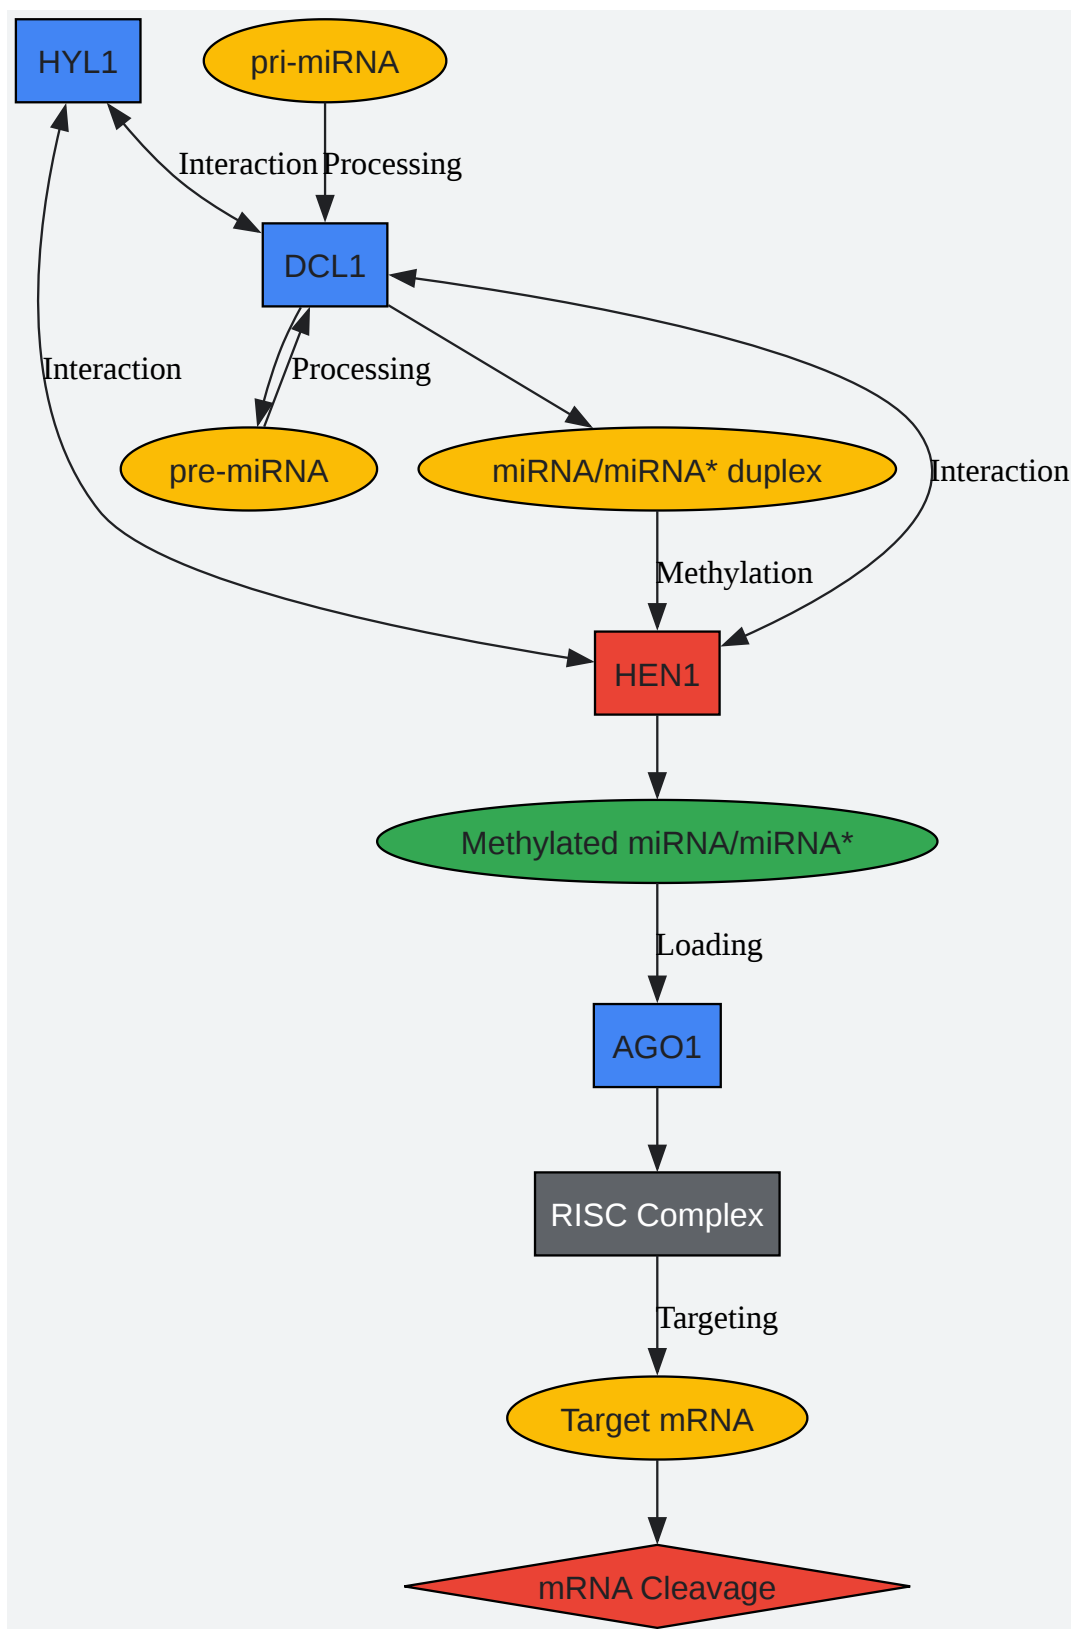 HYL1
pri-miRNA
Interaction
Processing
DCL1
Interaction
Processing
pre-miRNA
miRNA/miRNA* duplex
Interaction
Methylation
HEN1
Methylated miRNA/miRNA*
Loading
AGO1
RISC Complex
Targeting
Target mRNA
mRNA Cleavage